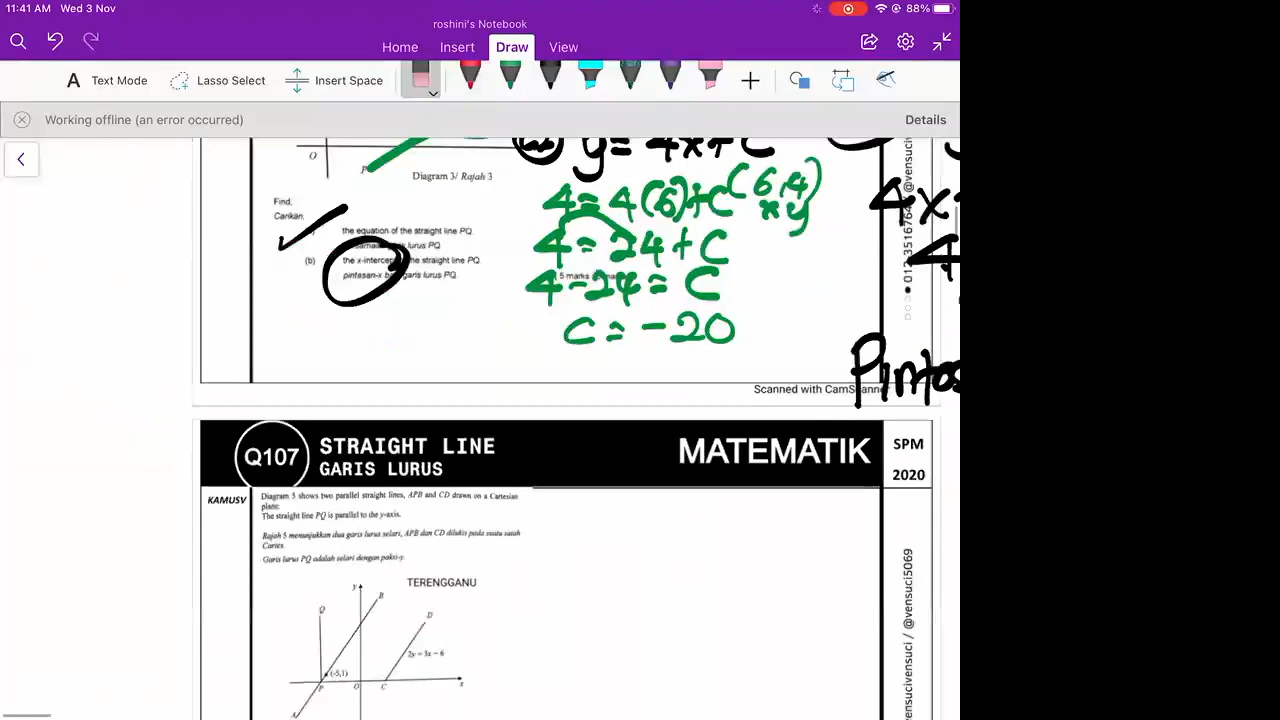 11:41 AM Wed 3 Nov
88%
roshini's Notebook
Home Insert Draw View
Text Mode Lasso Select Insert Space
Working offline (an error occurred) Details
O
P
Diagram 3/ Rajah 3
y = 4x + C
4 = 4(6) + C (6,4)
x y
4 = 24 + C
4 - 24 = C
C = -20
4x
4
Find,
Carikan,
the equation of the straight line PQ
garis lurus PQ
(b) the x-intercept the straight line PQ
pintasan-x garis lurus PQ
5 marks
Pintas
Scanned with CamScanner
@vensuci
Q107 STRAIGHT LINE
GARIS LURUS
MATEMATIK
SPM
2020
KAMUSV
Diagram 5 shows two parallel straight lines, APB and CD drawn on a Cartesian
plane.
The straight line PQ is parallel to the y-axis.
Rajah 5 menunjukkan dua garis lurus selari, APB dan CD dilukis pada suatu satah
Cartes.
Garis lurus PQ adalah selari dengan paksi-y.
TERENGGANU
y
B
Q
D
2y = 3x − 6
(-5,1)
P O C x
A
vensucivensuci / @vensuci5069